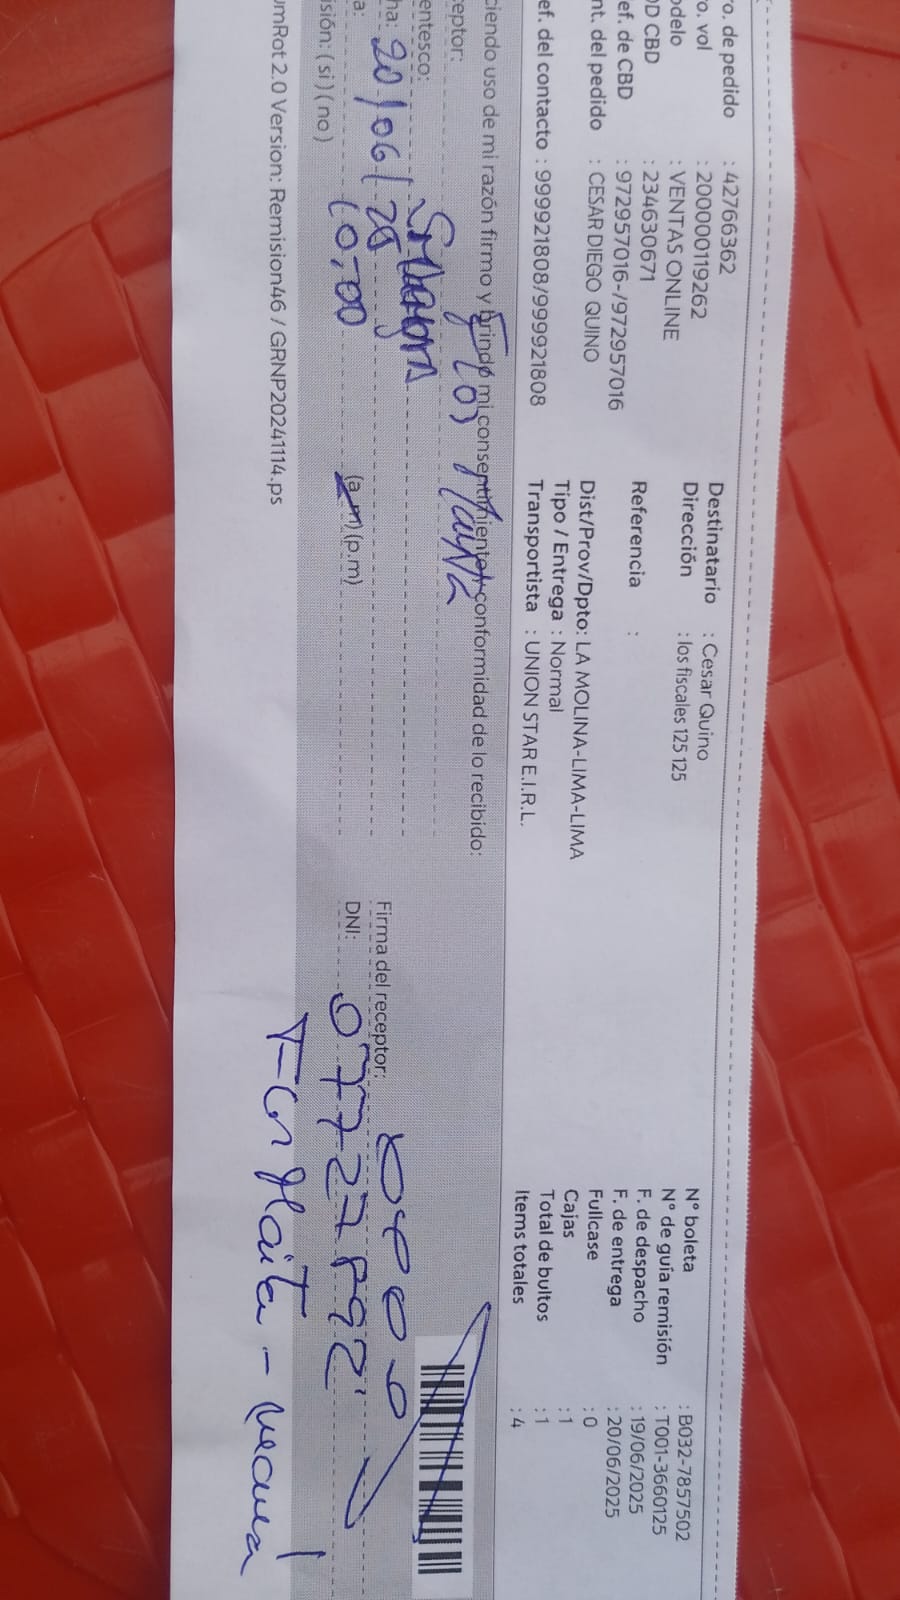 ro. de pedido : 42766362
ro. vol : 200000119262
odelo : VENTAS ONLINE
OD CBD : 234630671
ef. de CBD : 972957016-/972957016
nt. del pedido : CESAR DIEGO QUINO
ef. del contacto : 999921808/999921808
Destinatario : Cesar Quino
Dirección : los fiscales 125 125
Referencia :
Dist/Prov/Dpto: LA MOLINA-LIMA-LIMA
Tipo / Entrega : Normal
Transportista : UNION STAR E.I.R.L.
N° boleta : B032-7857502
N° de guía remisión : T001-3660125
F. de despacho : 19/06/2025
F. de entrega : 20/06/2025
Fullcase : 0
Cajas : 1
Total de bultos : 1
Items totales : 4
ciendo uso de mi razón firmo y brindo mi consentimiento y conformidad de lo recibido:
ceptor:
entesco:
ha: 20/06/25
a: 10:00 (a.m) (p.m)
sión: ( si ) ( no )
Firma del receptor:
DNI: 07727892
umRot 2.0 Version: Remision46 / GRNP20241114.ps